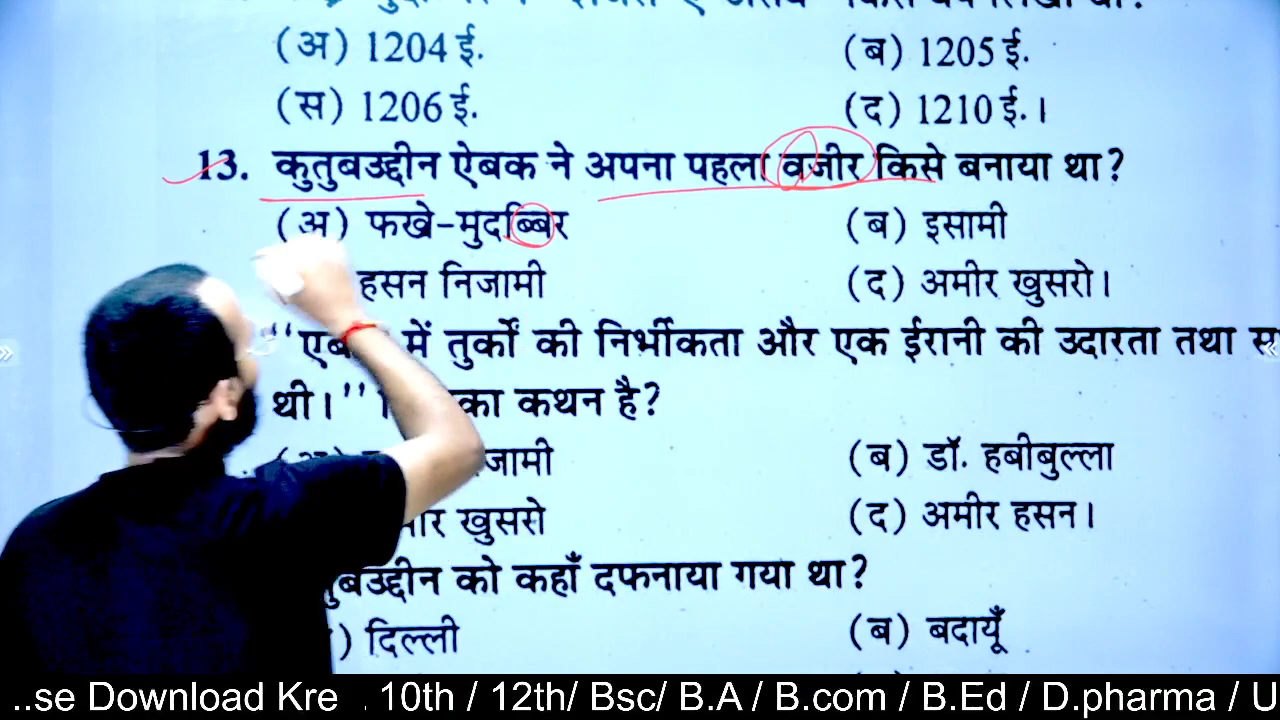 (अ) 1204 ई. (ब) 1205 ई.
(स) 1206 ई. (द) 1210 ई.।
13. कुतुबउद्दीन ऐबक ने अपना पहला वजीर किसे बनाया था?
(अ) फखे-मुदब्बिर (ब) इसामी
हसन निजामी (द) अमीर खुसरो।
में तुर्कों की निर्भीकता और एक ईरानी की उदारता तथा
थी।'' कथन है?
(ब) डॉ. हबीबुल्ला
खुसरो (द) अमीर हसन।
को कहाँ दफनाया गया था?
) दिल्ली (ब) बदायूँ
..se Download Kre . 10th / 12th/ Bsc/ B.A / B.com / B.Ed / D.pharma / U